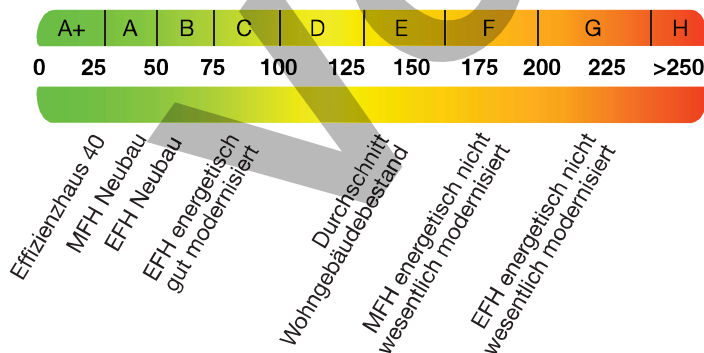 A+ A B C D E F G H
0 25 50 75 100 125 150 175 200 225 >250
Effizienzhaus 40
MFH Neubau
EFH Neubau
EFH energetisch
gut modernisiert
Durchschnitt
Wohngebäudebestand
MFH energetisch nicht
wesentlich modernisiert
EFH energetisch nicht
wesentlich modernisiert